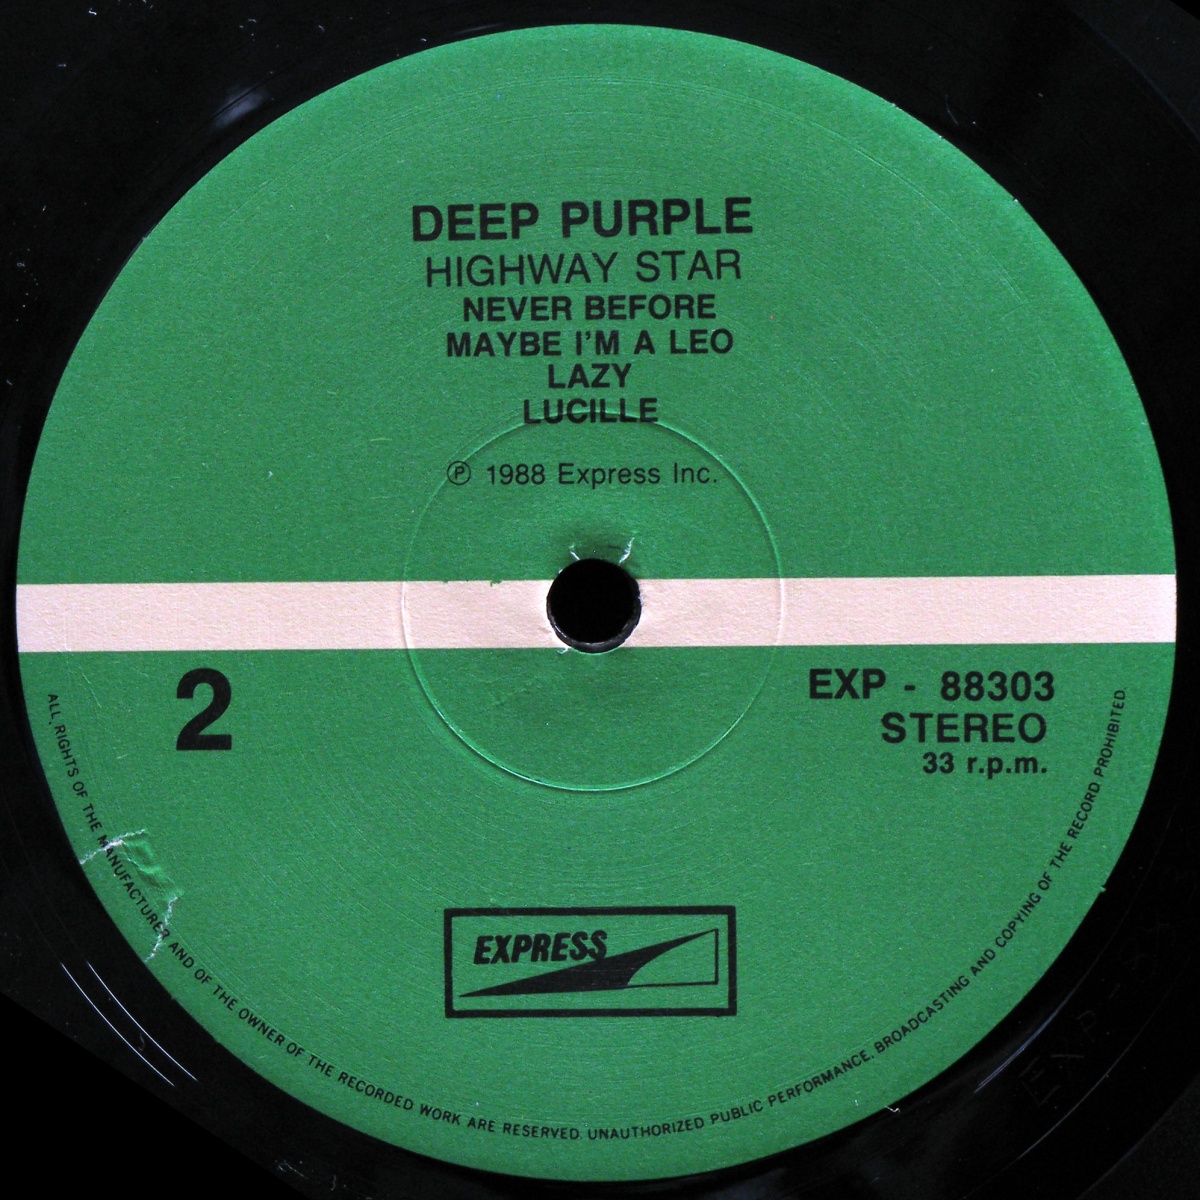 DEEP PURPLE
HIGHWAY STAR
NEVER BEFORE
MAYBE I'M A LEO
LAZY
LUCILLE
℗ 1988 Express Inc.
2
EXP - 88303
STEREO
33 r.p.m.
EXPRESS
ALL RIGHTS OF THE MANUFACTURER AND OF THE OWNER OF THE RECORDED WORK ARE RESERVED. UNAUTHORIZED PUBLIC PERFORMANCE, BROADCASTING AND COPYING OF THE RECORD PROHIBITED.